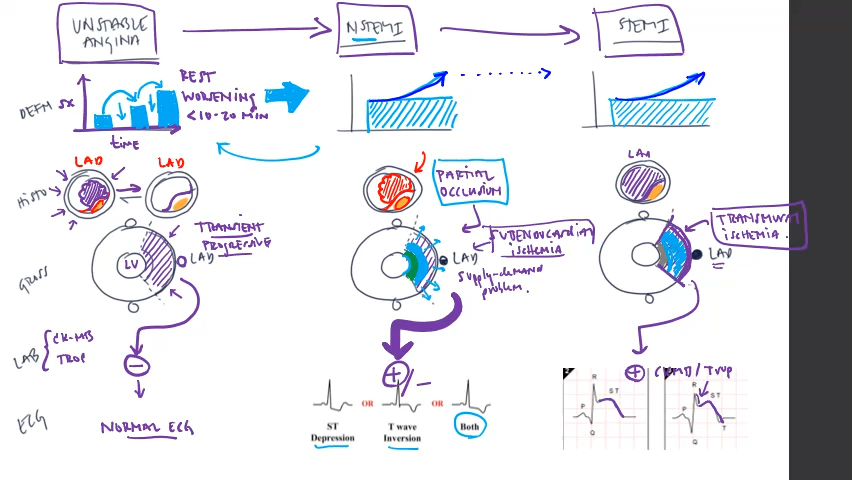 UNSTABLE
ANGINA
NSTEMI
STEMI
DEFN
SX
REST
WORSENING
<10-20 MIN
time
HISTO
LAD
LAD
PARTIAL
OCCLUSION
LAD
TRANSIENT
PROGRESSIVE
GROSS
LV
LAD
SUBENDOCARDIAL
ISCHEMIA
LAD
Supply-demand
problem.
TRANSMURAL
ISCHEMIA.
LAD
LAB
CK-MB
TROP
−
+/−
+
CKMB/Trop
ECG
NORMAL ECG
OR
OR
ST
Depression
T wave
Inversion
Both
R
ST
P
Q
R
ST
P
Q
T